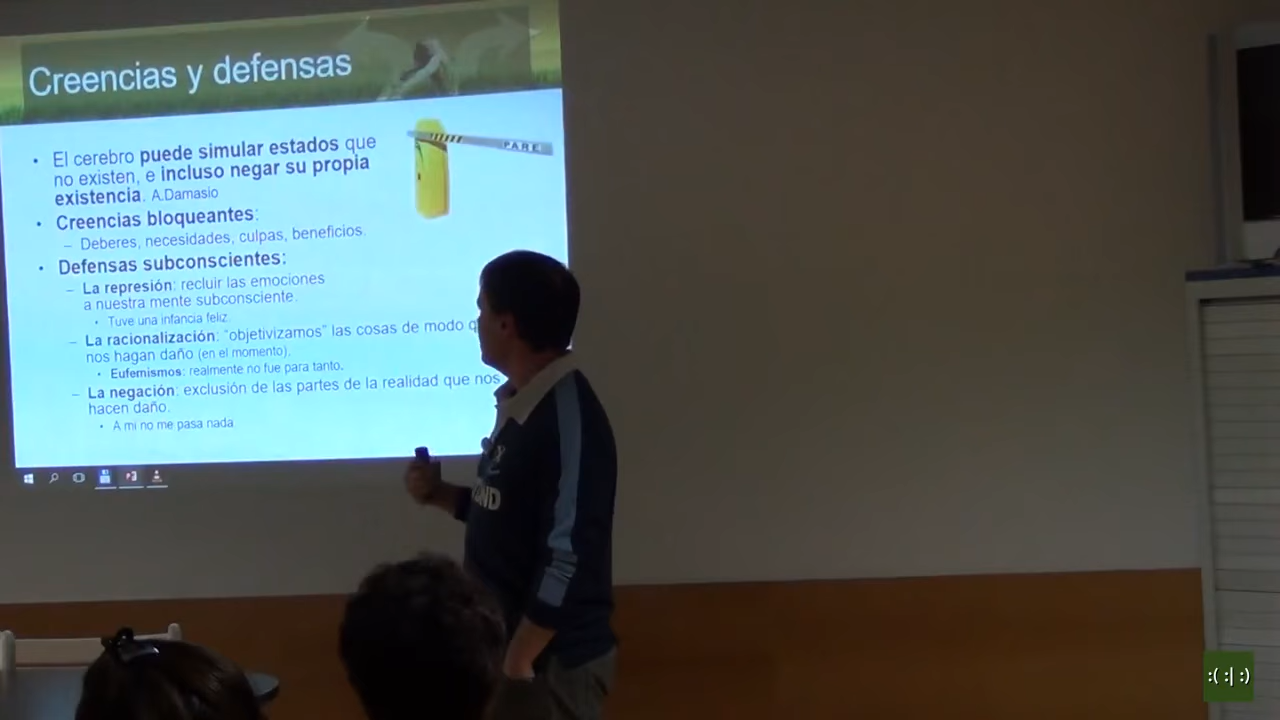 Creencias y defensas
• El cerebro puede simular estados que
no existen, e incluso negar su propia
existencia. A.Damasio
PARE
• Creencias bloqueantes:
– Deberes, necesidades, culpas, beneficios.
• Defensas subconscientes:
– La represión: recluir las emociones
a nuestra mente subconsciente.
• Tuve una infancia feliz.
– La racionalización: "objetivizamos" las cosas de modo
nos hagan daño (en el momento).
• Eufemismos: realmente no fue para tanto.
– La negación: exclusión de las partes de la realidad que nos
hacen daño.
• A mi no me pasa nada.
:( :| :)